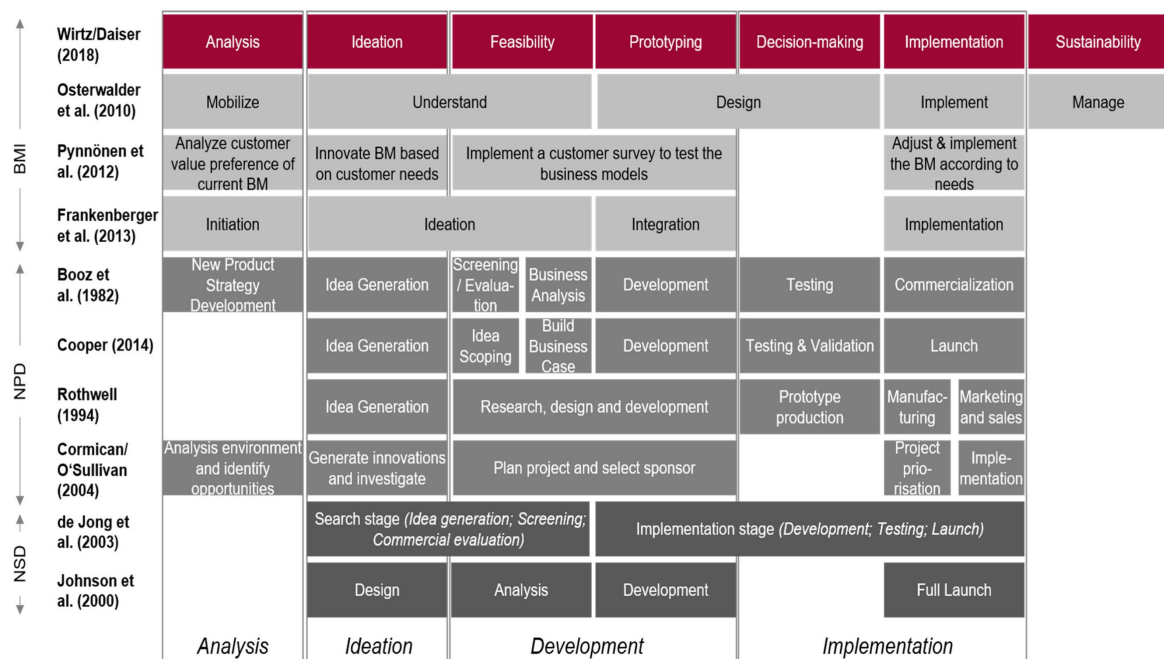 Wirtz/Daiser
(2018)
Analysis
Ideation
Feasibility
Prototyping
Decision-making
Implementation
Sustainability
Osterwalder
et al. (2010)
Mobilize
Understand
Design
Implement
Manage
BMI
Pynnönen et
al. (2012)
Analyze customer
value preference of
current BM
Innovate BM based
on customer needs
Implement a customer survey to test the
business models
Adjust & implement
the BM according to
needs
Frankenberger
et al. (2013)
Initiation
Ideation
Integration
Implementation
Booz et
al. (1982)
New Product
Strategy
Development
Idea Generation
Screening
/ Evalua-
tion
Business
Analysis
Development
Testing
Commercialization
Cooper (2014)
Idea Generation
Idea
Scoping
Build
Business
Case
Development
Testing & Validation
Launch
NPD
Rothwell
(1994)
Idea Generation
Research, design and development
Prototype
production
Manufac-
turing
Marketing
and sales
Cormican/
O‘Sullivan
(2004)
Analysis environment
and identify
opportunities
Generate innovations
and investigate
Plan project and select sponsor
Project
prio-
risation
Imple-
mentation
NSD
de Jong et
al. (2003)
Search stage (Idea generation; Screening;
Commercial evaluation)
Implementation stage (Development; Testing; Launch)
Johnson et
al. (2000)
Design
Analysis
Development
Full Launch
Analysis
Ideation
Development
Implementation